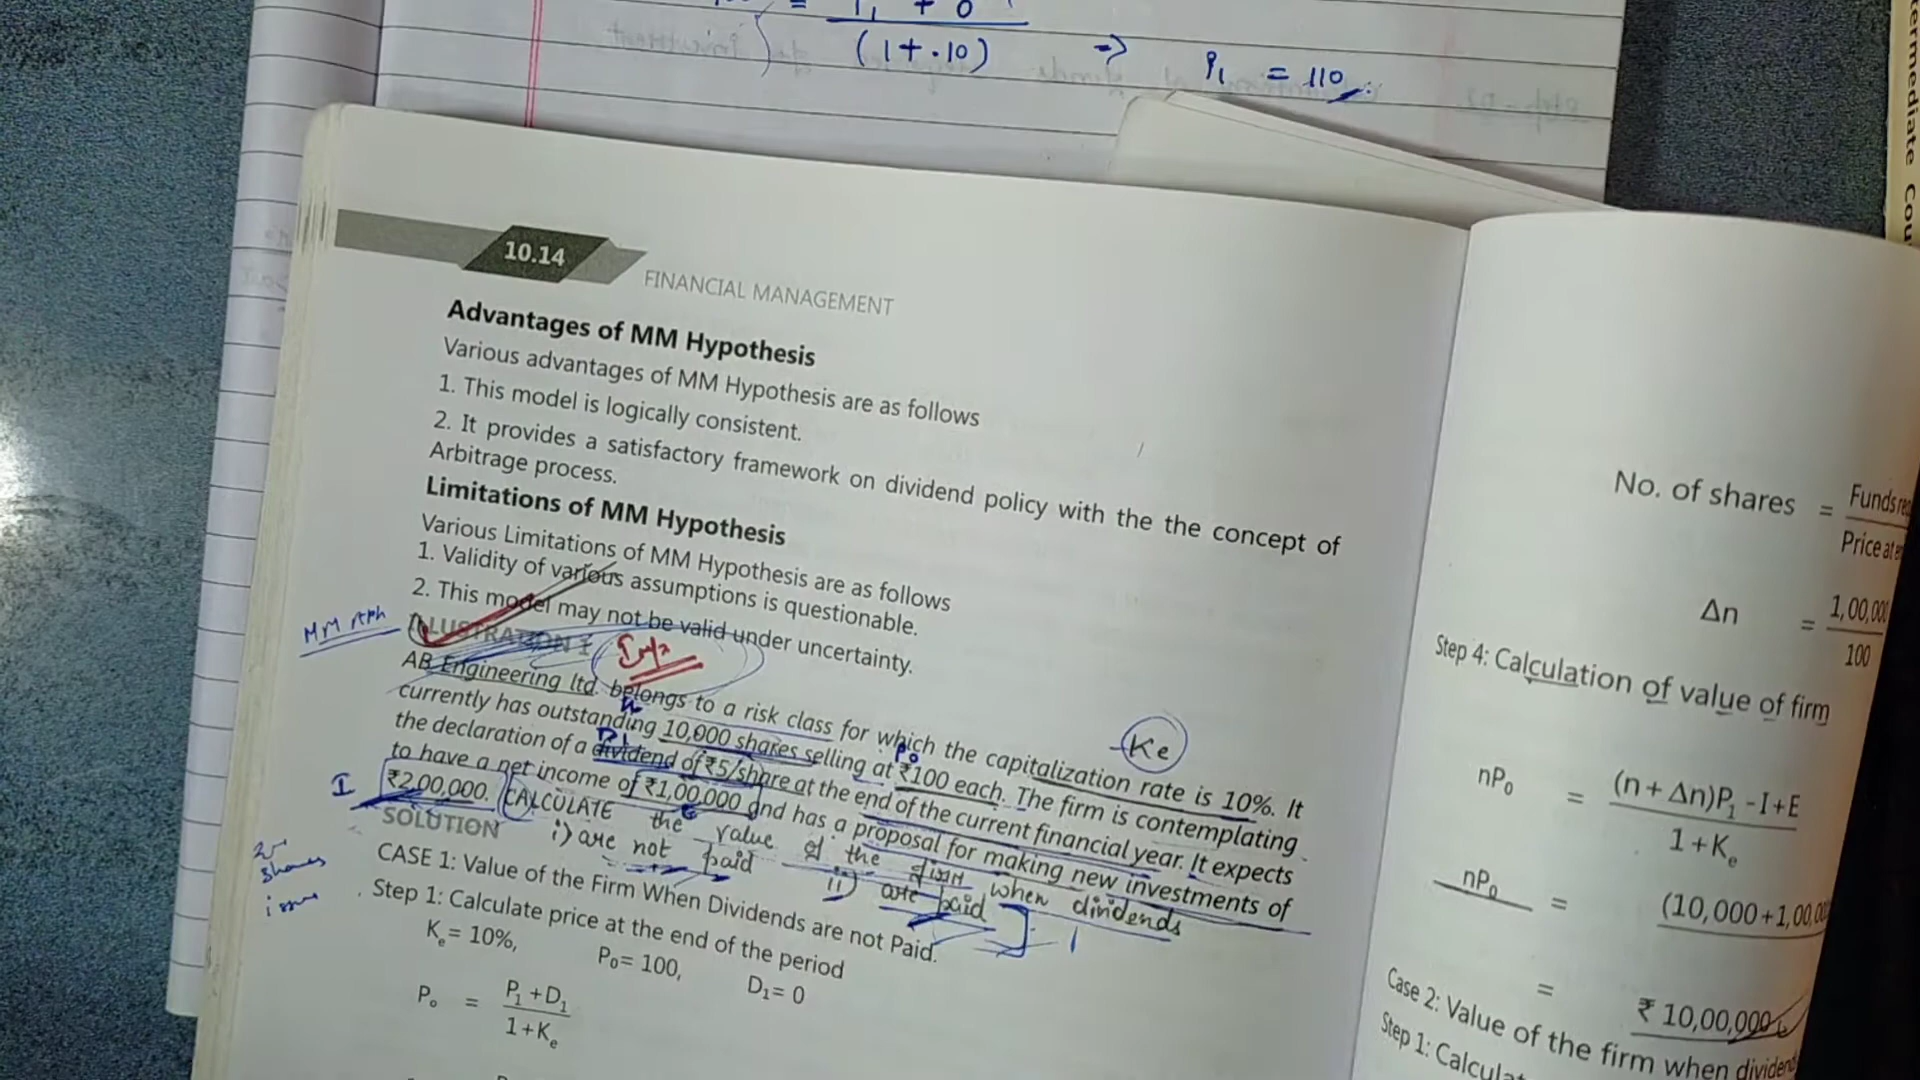 P₁ + 0
(1+.10) → P₁ = 110
termediate Cou
10.14
FINANCIAL MANAGEMENT
Advantages of MM Hypothesis
Various advantages of MM Hypothesis are as follows
1. This model is logically consistent.
2. It provides a satisfactory framework on dividend policy with the the concept of
Arbitrage process.
Limitations of MM Hypothesis
Various Limitations of MM Hypothesis are as follows
1. Validity of various assumptions is questionable.
2. This model may not be valid under uncertainty.
ILLUSTRATION 1
AB Engineering ltd. belongs to a risk class for which the capitalization rate is 10%. It
Ke
currently has outstanding 10,000 shares selling at ₹100 each. The firm is contemplating
P₀
the declaration of a dividend of ₹5/share at the end of the current financial year. It expects
to have a net income of ₹1,00,000 and has a proposal for making new investments of
I
₹2,00,000. CALCULATE the value of the firm when dividends
i) are not paid ii) are paid
shares
issue
SOLUTION
CASE 1: Value of the Firm When Dividends are not Paid.
Step 1: Calculate price at the end of the period
Kₑ= 10%, P₀= 100, D₁= 0
P₀ = P₁+D₁
1+Kₑ
No. of shares =
Price at
Δn = 1,00,00
100
Step 4: Calculation of value of firm
nP₀ = (n+Δn)P₁-I+E
1+Kₑ
nP₀ = (10,000+1,00,00
= ₹ 10,00,000
Case 2: Value of the firm when dividen
Step 1: Calculat